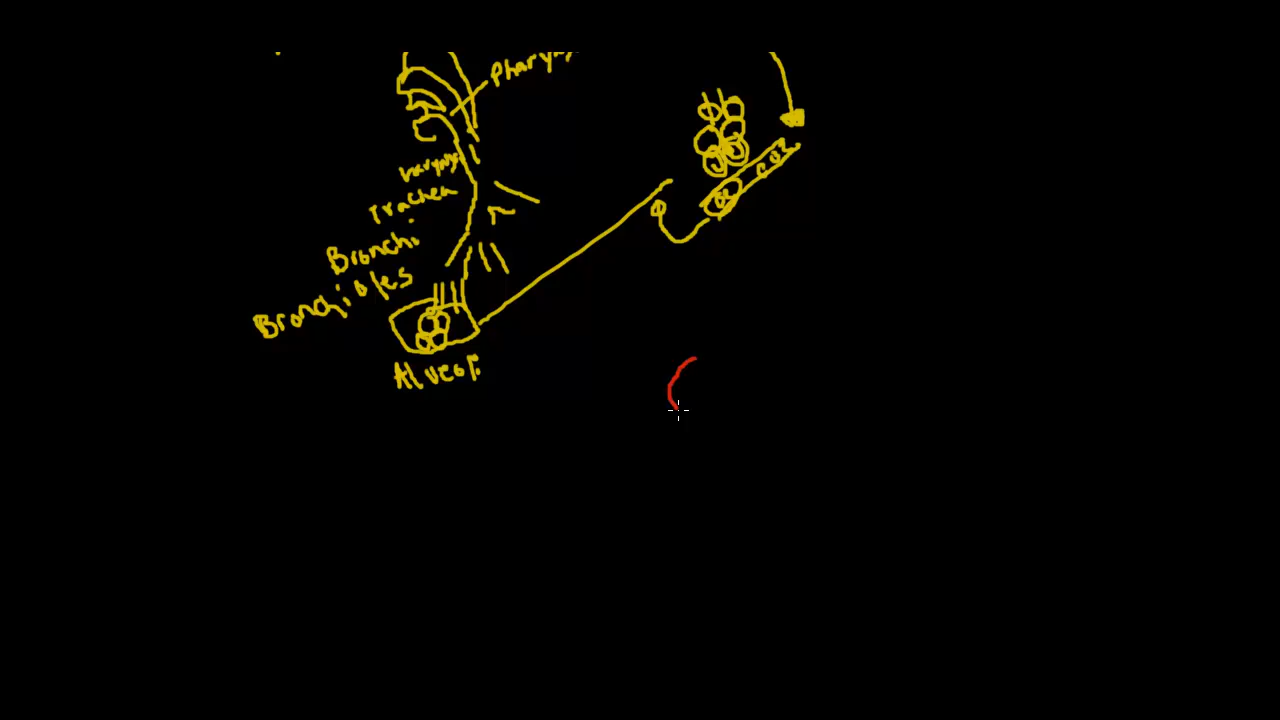 Pharyn
CO2
Larynx
Trachea
Bronchi
Bronchioles
Alveoli